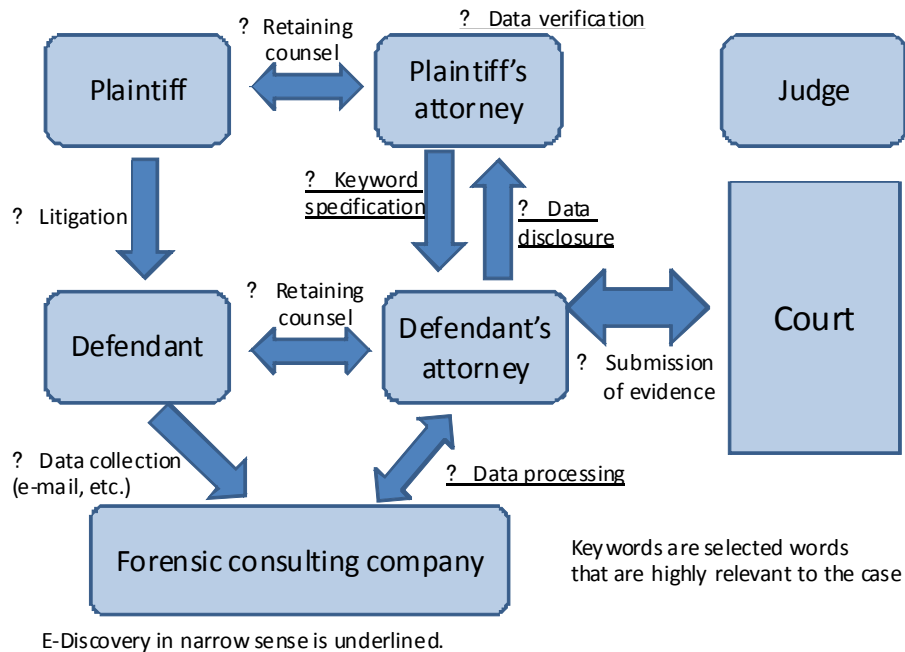 ? Data verification
? Retaining
counsel
Plaintiff
Plaintiff's
attorney
Judge
? Keyword
specification
? Litigation
? Data
disclosure
? Retaining
counsel
Defendant
Defendant's
attorney
Court
? Submission
of evidence
? Data collection
(e-mail, etc.)
? Data processing
Forensic consulting company
Keywords are selected words
that are highly relevant to the case
E-Discovery in narrow sense is underlined.